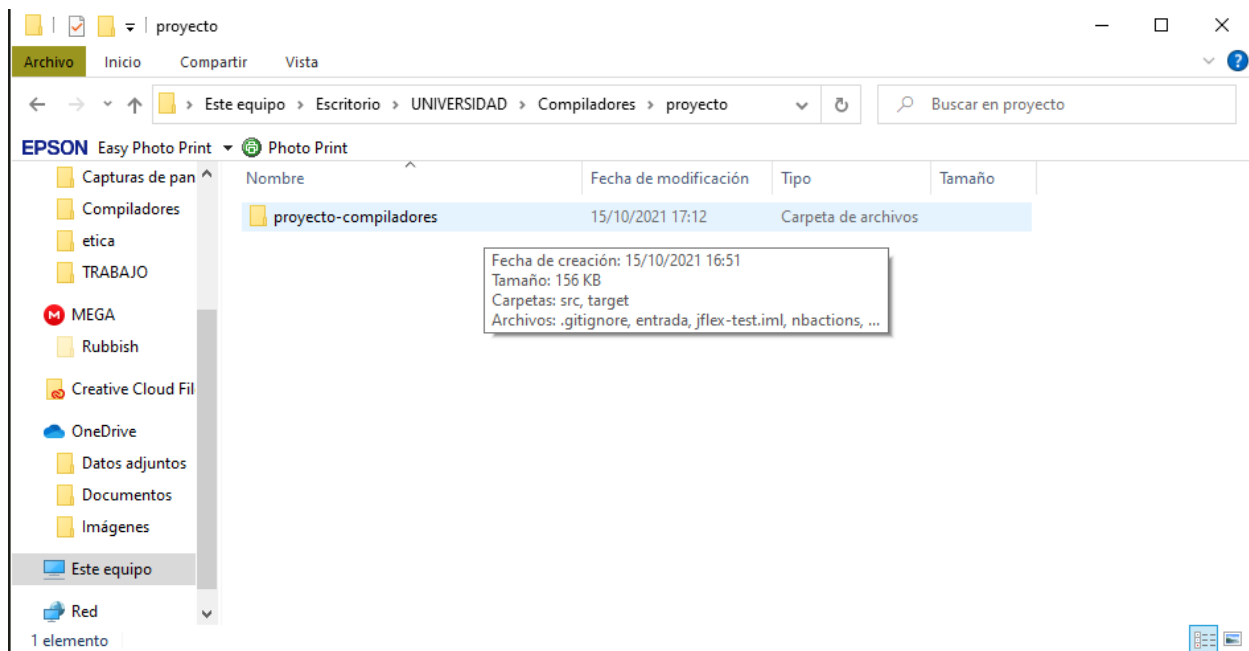 proyecto
Archivo Inicio Compartir Vista
Este equipo > Escritorio > UNIVERSIDAD > Compiladores > proyecto Buscar en proyecto
EPSON Easy Photo Print Photo Print
Capturas de pan
Compiladores
etica
TRABAJO
MEGA
Rubbish
Creative Cloud Fil
OneDrive
Datos adjuntos
Documentos
Imágenes
Este equipo
Red
Nombre Fecha de modificación Tipo Tamaño
proyecto-compiladores 15/10/2021 17:12 Carpeta de archivos
Fecha de creación: 15/10/2021 16:51
Tamaño: 156 KB
Carpetas: src, target
Archivos: .gitignore, entrada, jflex-test.iml, nbactions, ...
1 elemento